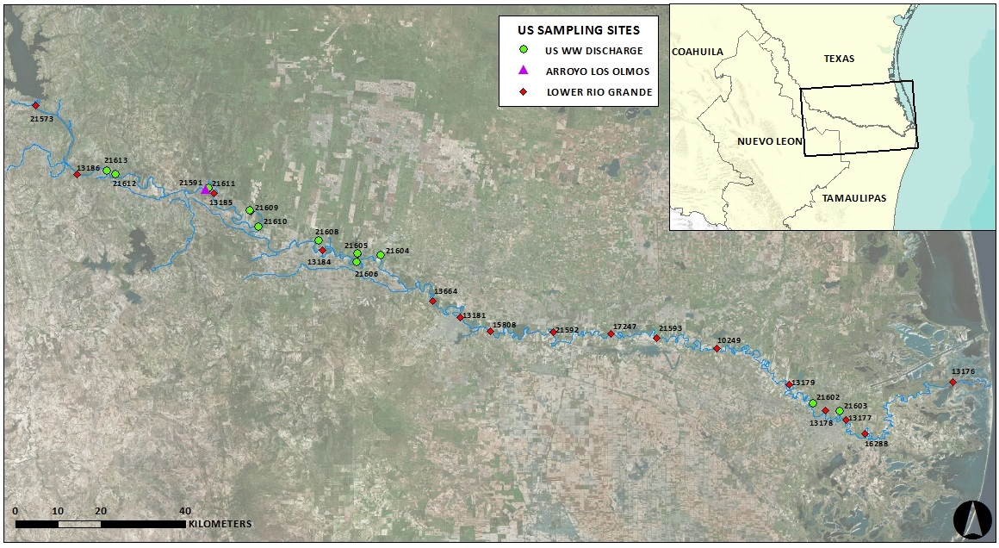 US SAMPLING SITES
US WW DISCHARGE
ARROYO LOS OLMOS
LOWER RIO GRANDE
COAHUILA
TEXAS
NUEVO LEON
TAMAULIPAS
21573
13186
21613
21612
21591
21611
13185
21609
21610
21608
13184
21605
21604
21606
13664
13181
15808
21592
17247
21593
10249
13179
21602
13178
21603
13177
16288
13176
0 10 20 40
KILOMETERS